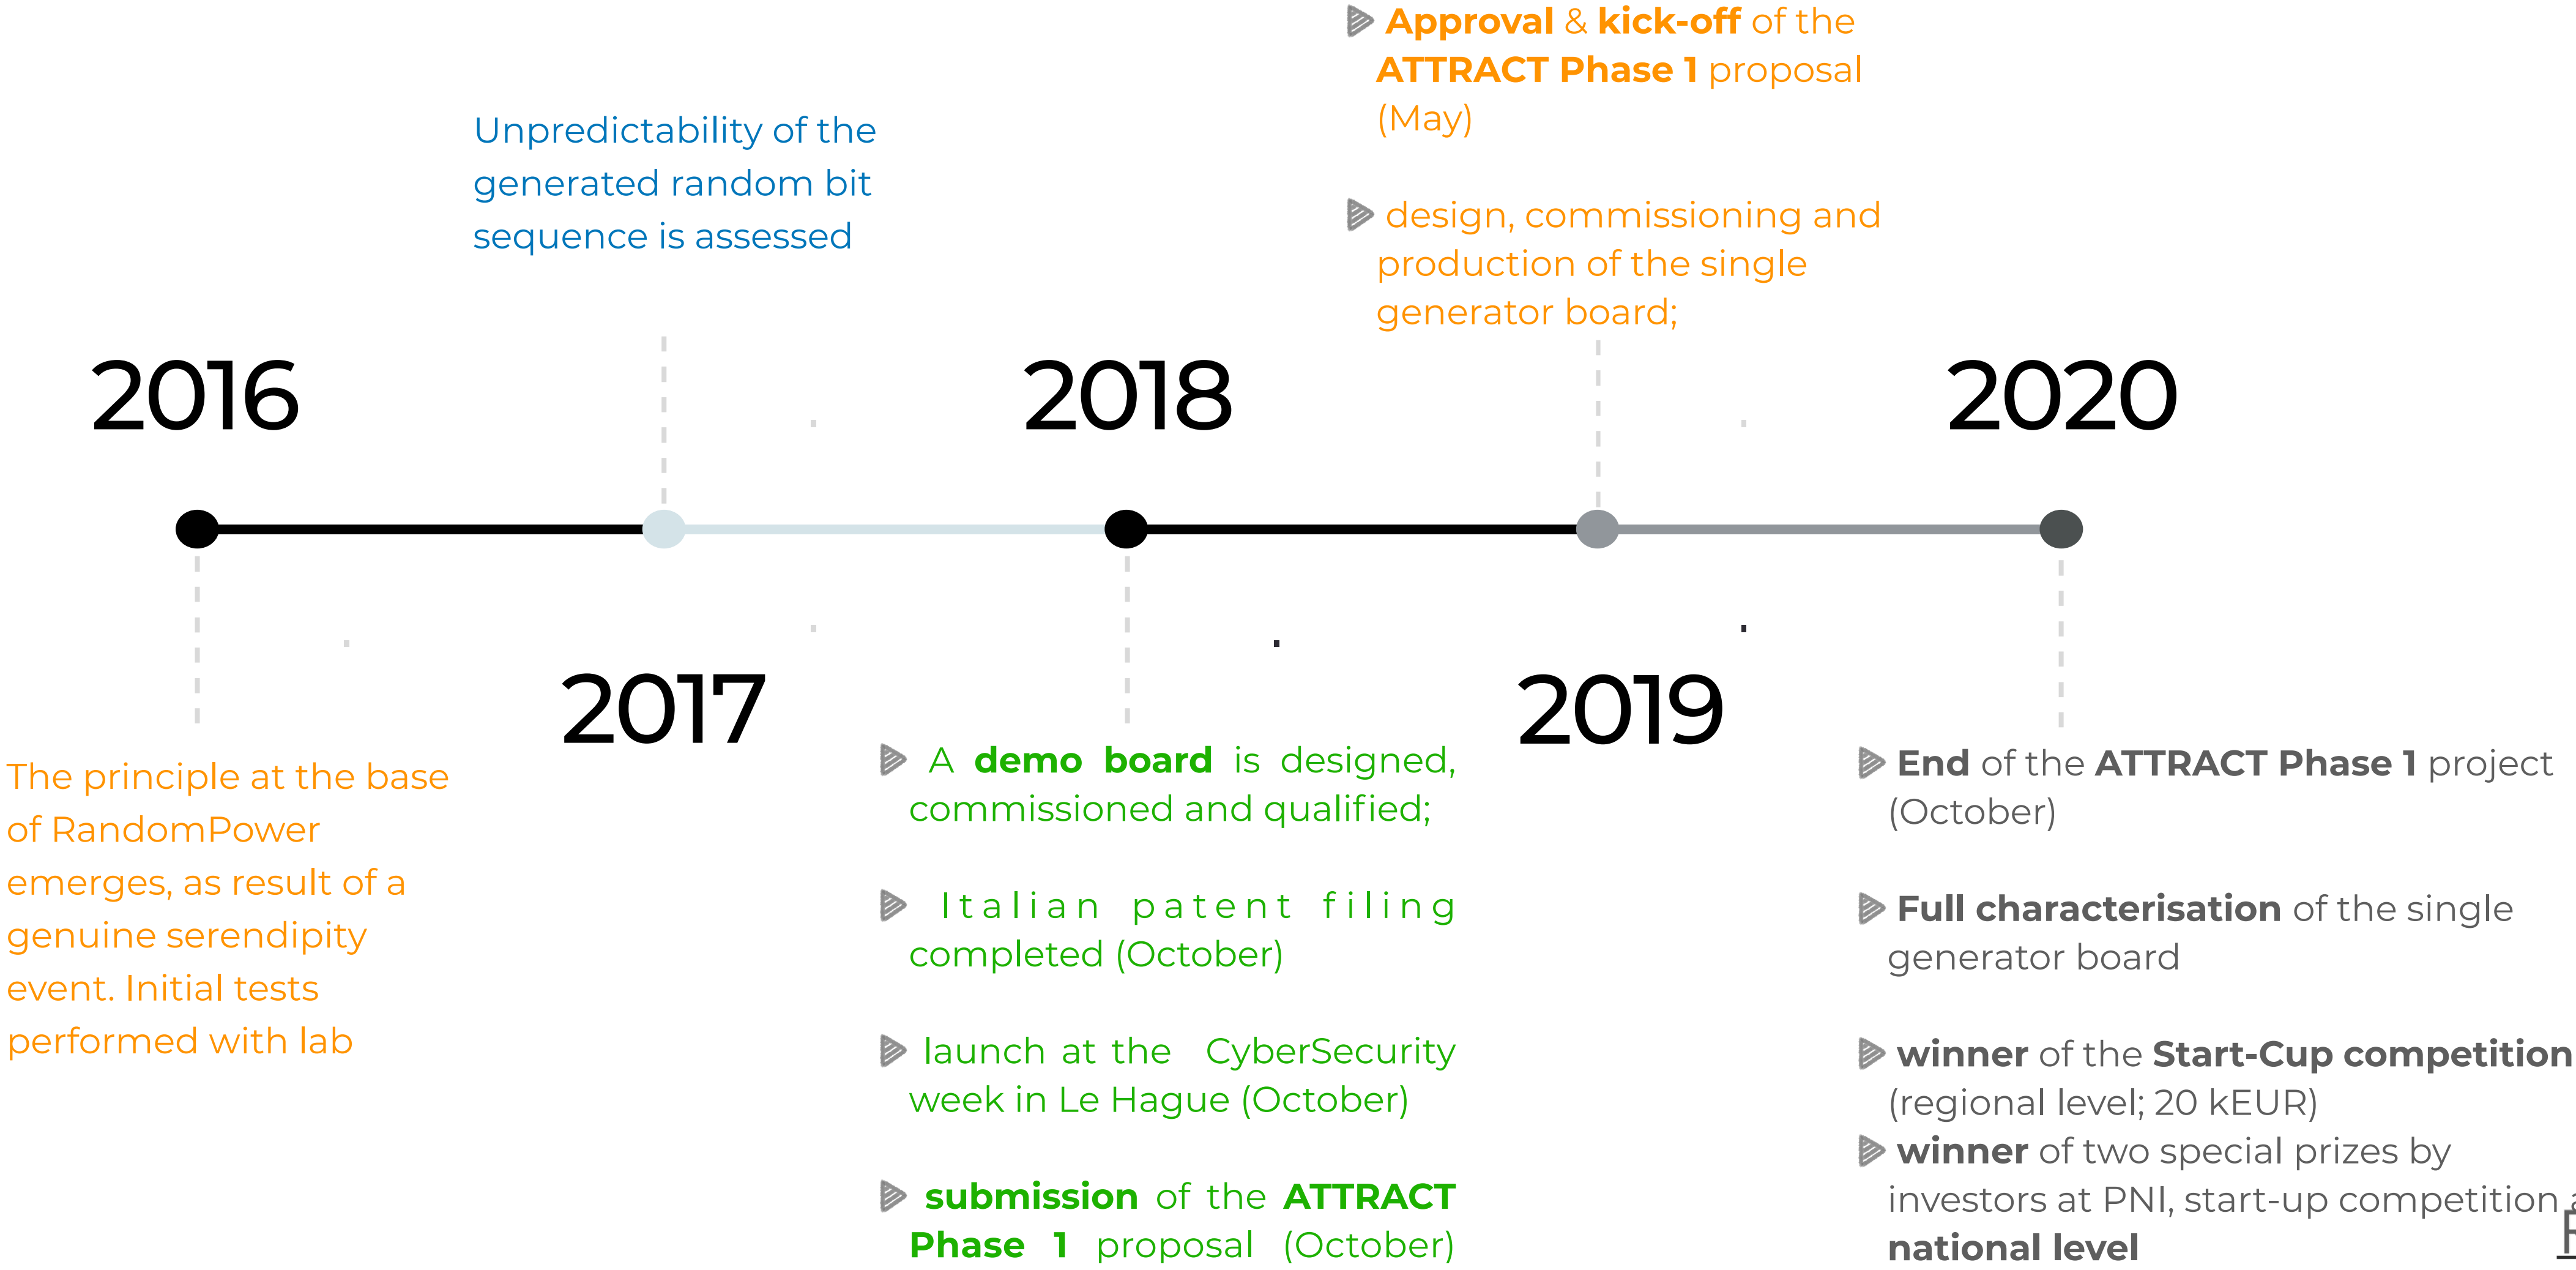 Approval & kick-off of the
ATTRACT Phase 1 proposal
(May)
design, commissioning and
production of the single
generator board;
Unpredictability of the
generated random bit
sequence is assessed
2016
2018
2020
2017
2019
The principle at the base
of RandomPower
emerges, as result of a
genuine serendipity
event. Initial tests
performed with lab
A demo board is designed,
commissioned and qualified;
Italian patent filing
completed (October)
launch at the CyberSecurity
week in Le Hague (October)
submission of the ATTRACT
Phase 1 proposal (October)
End of the ATTRACT Phase 1 project
(October)
Full characterisation of the single
generator board
winner of the Start-Cup competition
(regional level; 20 kEUR)
winner of two special prizes by
investors at PNI, start-up competition
national level